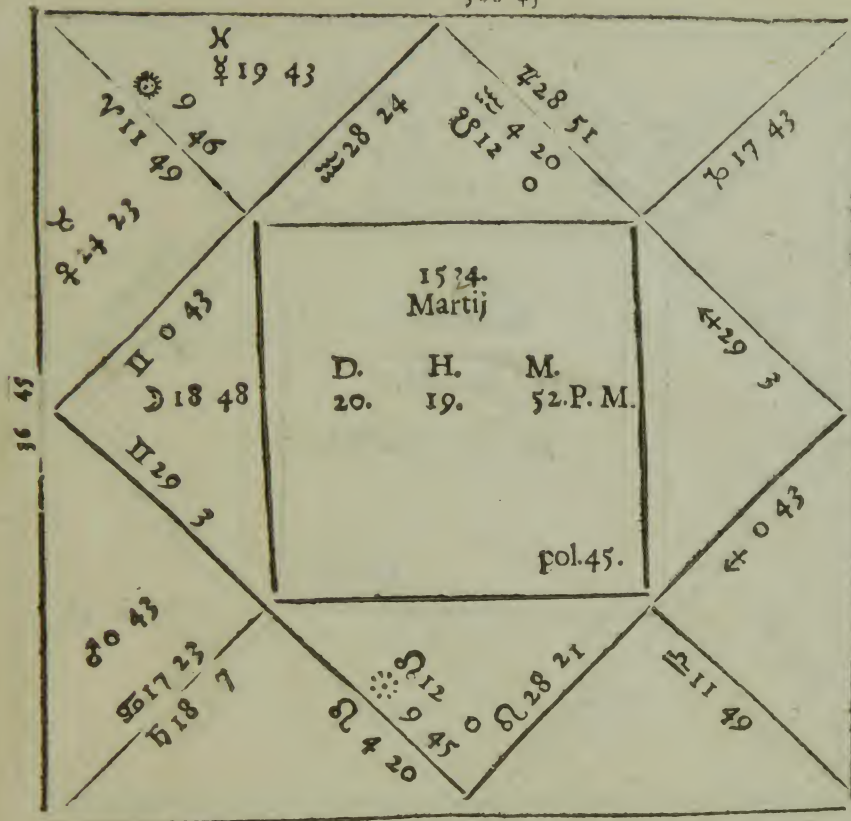 ♓
☿ 19 43
☉ 9 46
♈ 11 49
♉
♀ 24 23
♒ 28 24
♃ 28 51
♒ 4 20
☋ 12 0
♑ 17 43
♊ 0 43
☽ 18 48
♊ 29 3
36 45
Martij
D. H. M.
20. 19. 52. P. M.
pol. 45.
♐ 29 3
♐ 0 43
♂ 0 43
♋ 17 23
♄ 18 7
♌ 4 20
☊ 12 0
9 45
♌ 28 21
♎ 11 49